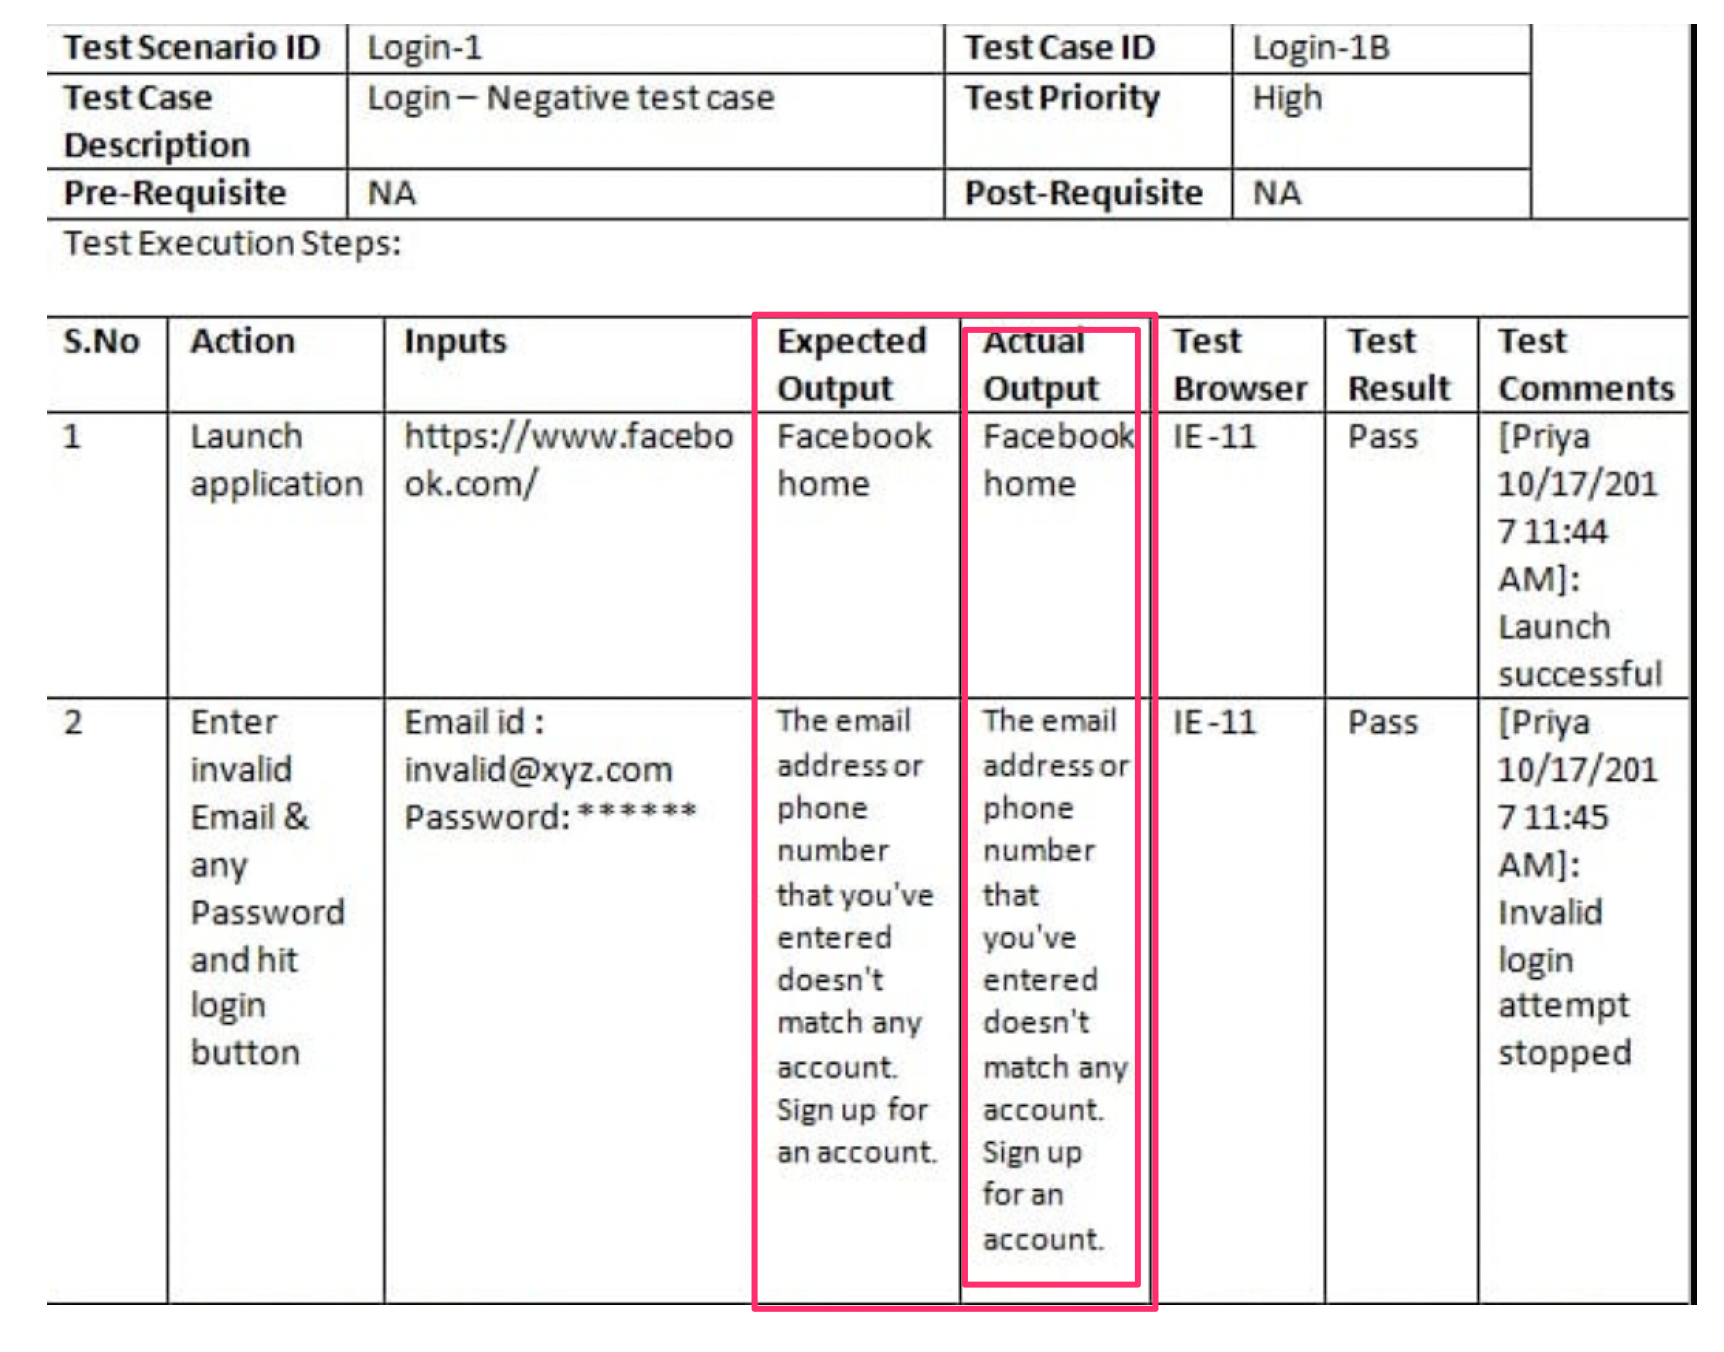 Test Scenario ID Login-1 Test Case ID Login-1B
Test Case Login – Negative test case Test Priority High
Description
Pre-Requisite NA Post-Requisite NA
Test Execution Steps:
S.No Action Inputs Expected Actual Test Test Test
Output Output Browser Result Comments
1 Launch https://www.facebo Facebook Facebook IE-11 Pass [Priya
application ok.com/ home home 10/17/201
7 11:44
AM]:
Launch
successful
2 Enter Email id : The email The email IE-11 Pass [Priya
invalid invalid@xyz.com address or address or 10/17/201
Email & Password: ****** phone phone 7 11:45
any number number AM]:
Password that you've that Invalid
and hit entered you've login
login doesn't entered attempt
button match any doesn't stopped
account. match any
Sign up for account.
an account. Sign up
for an
account.